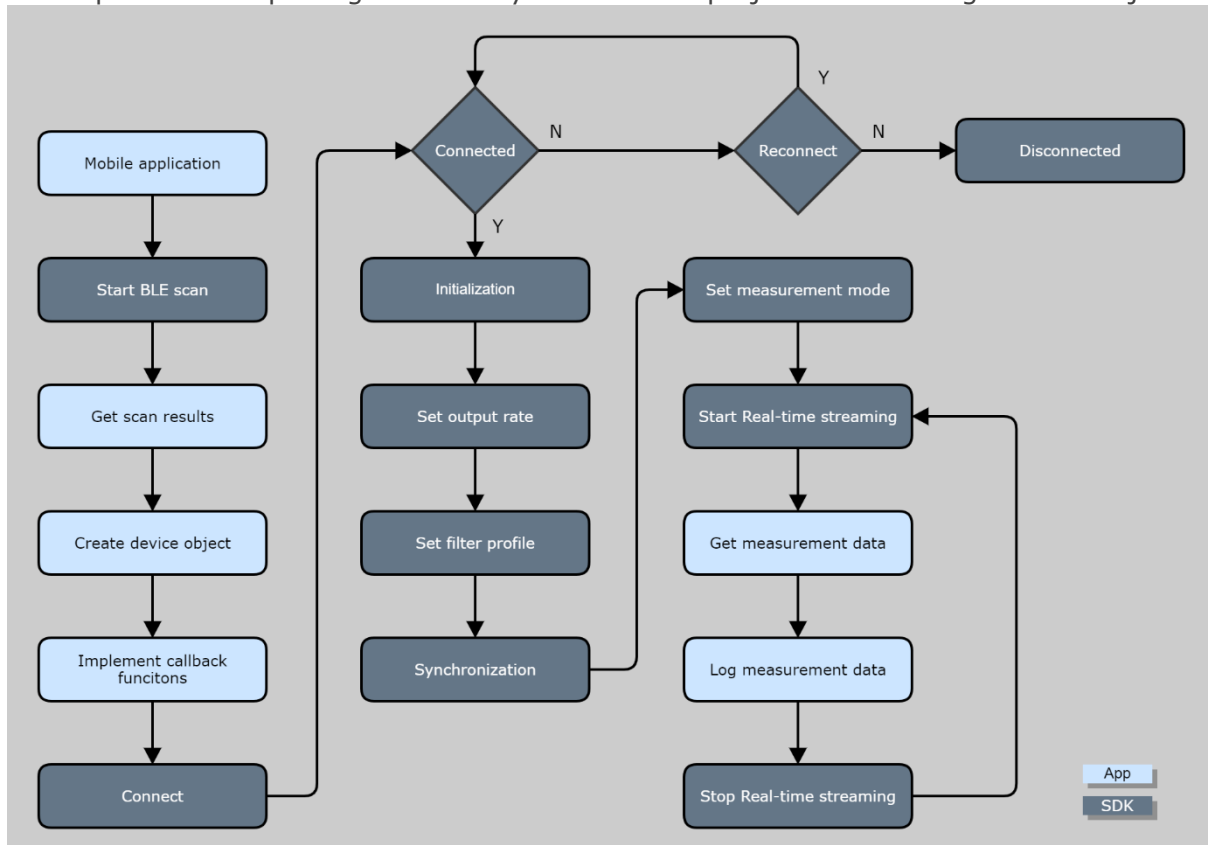 Mobile application
Start BLE scan
Get scan results
Create device object
Implement callback
funcitons
Connect
Connected
N
Y
Reconnect
Y
N
Disconnected
Initialization
Set output rate
Set filter profile
Synchronization
Set measurement mode
Start Real-time streaming
Get measurement data
Log measurement data
Stop Real-time streaming
App
SDK